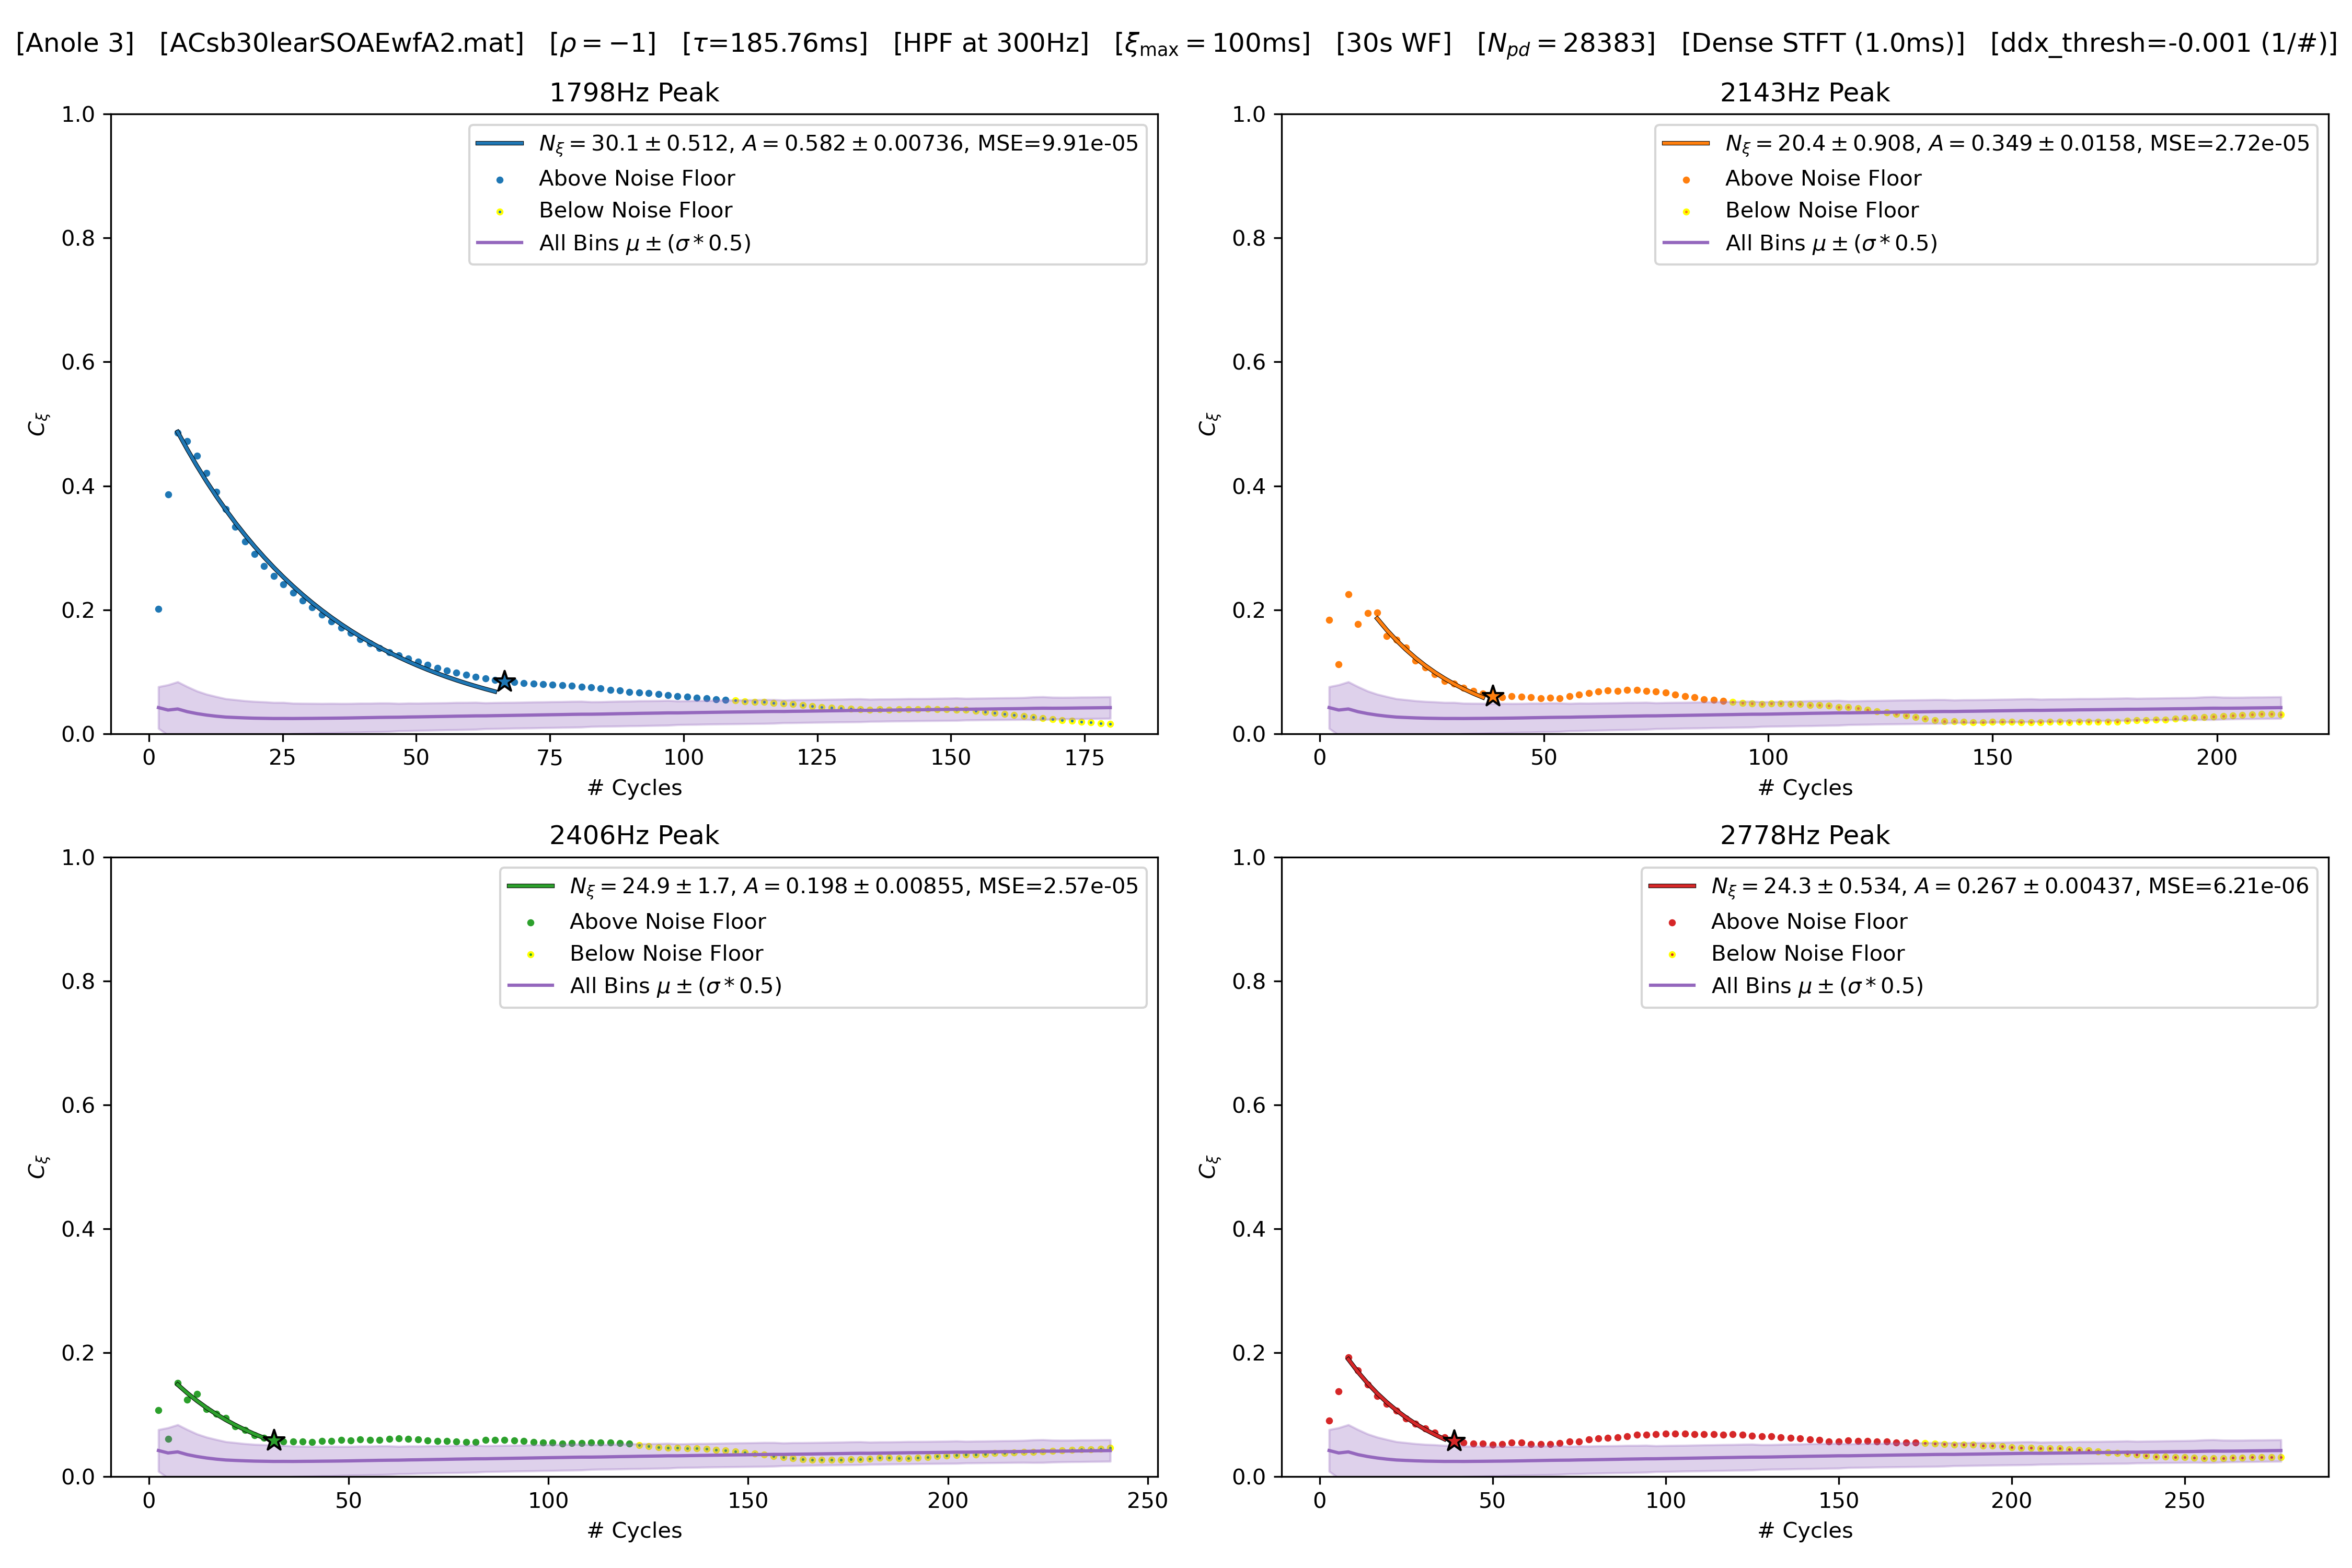 [Anole 3] [ACsb30learSOAEwfA2.mat] [ρ = −1] [τ=185.76ms] [HPF at 300Hz] [ξmax = 100ms] [30s WF] [Npd = 28383] [Dense STFT (1.0ms)] [ddx_thresh=-0.001 (1/#)]
1798Hz Peak
Nξ = 30.1 ± 0.512, A = 0.582 ± 0.00736, MSE=9.91e-05
Above Noise Floor
Below Noise Floor
All Bins μ ± (σ * 0.5)
1.0
0.8
0.6
0.4
0.2
0.0
Cξ
0 25 50 75 100 125 150 175
# Cycles
2143Hz Peak
Nξ = 20.4 ± 0.908, A = 0.349 ± 0.0158, MSE=2.72e-05
Above Noise Floor
Below Noise Floor
All Bins μ ± (σ * 0.5)
1.0
0.8
0.6
0.4
0.2
0.0
Cξ
0 50 100 150 200
# Cycles
2406Hz Peak
Nξ = 24.9 ± 1.7, A = 0.198 ± 0.00855, MSE=2.57e-05
Above Noise Floor
Below Noise Floor
All Bins μ ± (σ * 0.5)
1.0
0.8
0.6
0.4
0.2
0.0
Cξ
0 50 100 150 200 250
# Cycles
2778Hz Peak
Nξ = 24.3 ± 0.534, A = 0.267 ± 0.00437, MSE=6.21e-06
Above Noise Floor
Below Noise Floor
All Bins μ ± (σ * 0.5)
1.0
0.8
0.6
0.4
0.2
0.0
Cξ
0 50 100 150 200 250
# Cycles